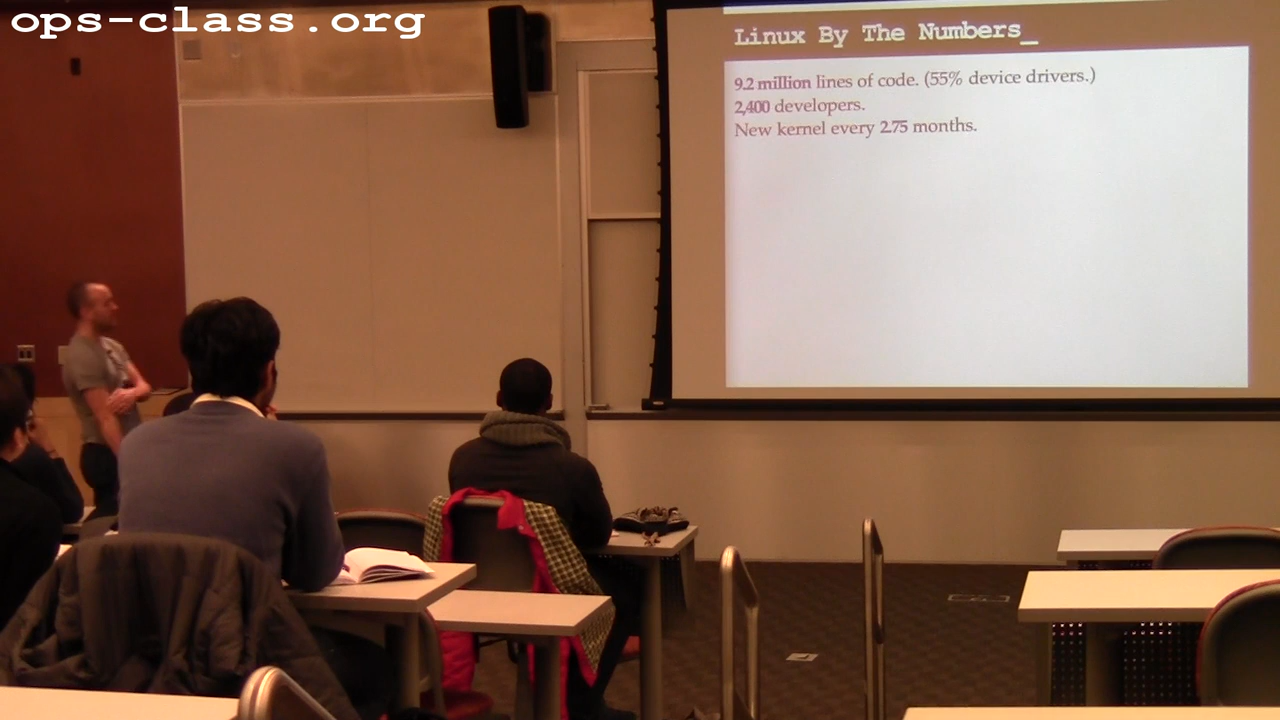 ops-class.org
Linux By The Numbers_
9.2 million lines of code. (55% device drivers.)
2,400 developers.
New kernel every 2.75 months.